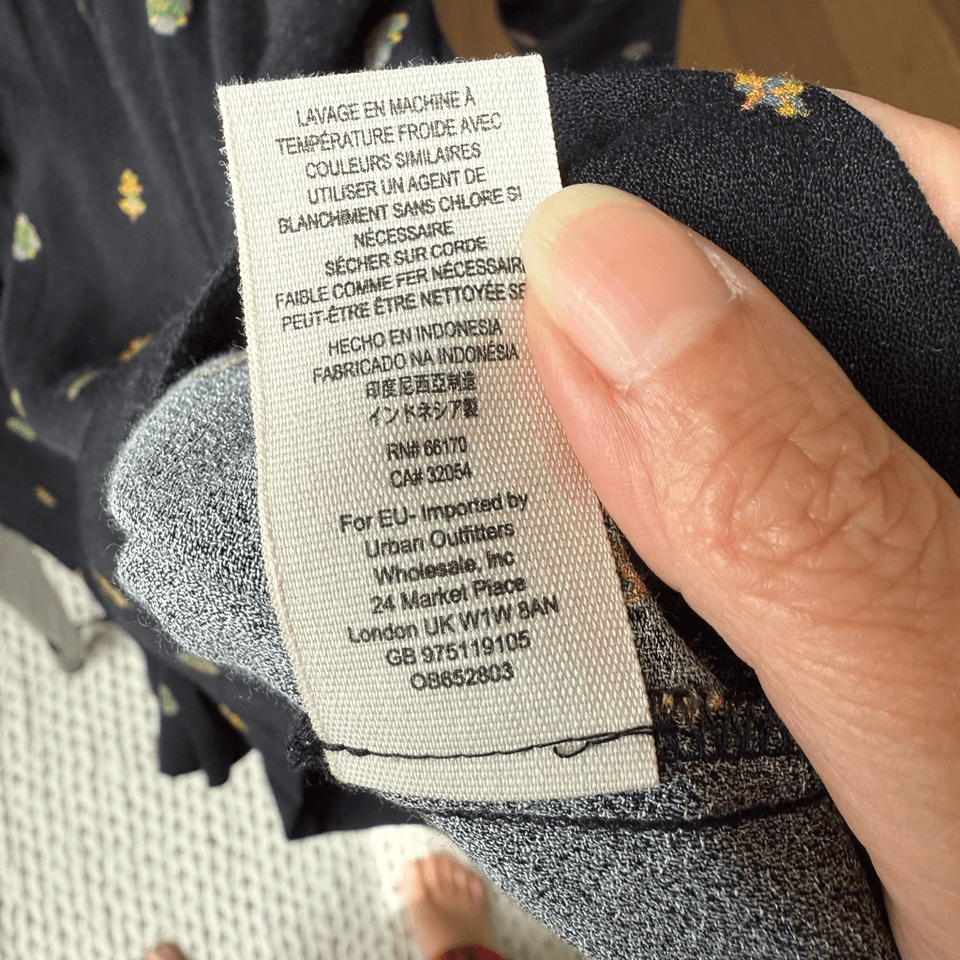 LAVAGE EN MACHINE À
TEMPÉRATURE FROIDE AVEC
COULEURS SIMILAIRES
UTILISER UN AGENT DE
BLANCHIMENT SANS CHLORE SI
NÉCESSAIRE
SÉCHER SUR CORDE
FAIBLE COMME FER NÉCESSAIR
PEUT-ÊTRE ÊTRE NETTOYÉE SE
HECHO EN INDONESIA
FABRICADO NA INDONÉSIA
印度尼西亞制造
インドネシア製
RN# 66170
CA# 32054
For EU- Imported by
Urban Outfitters
Wholesale, Inc
24 Market Place
London UK W1W 8AN
GB 975119105
OB652803